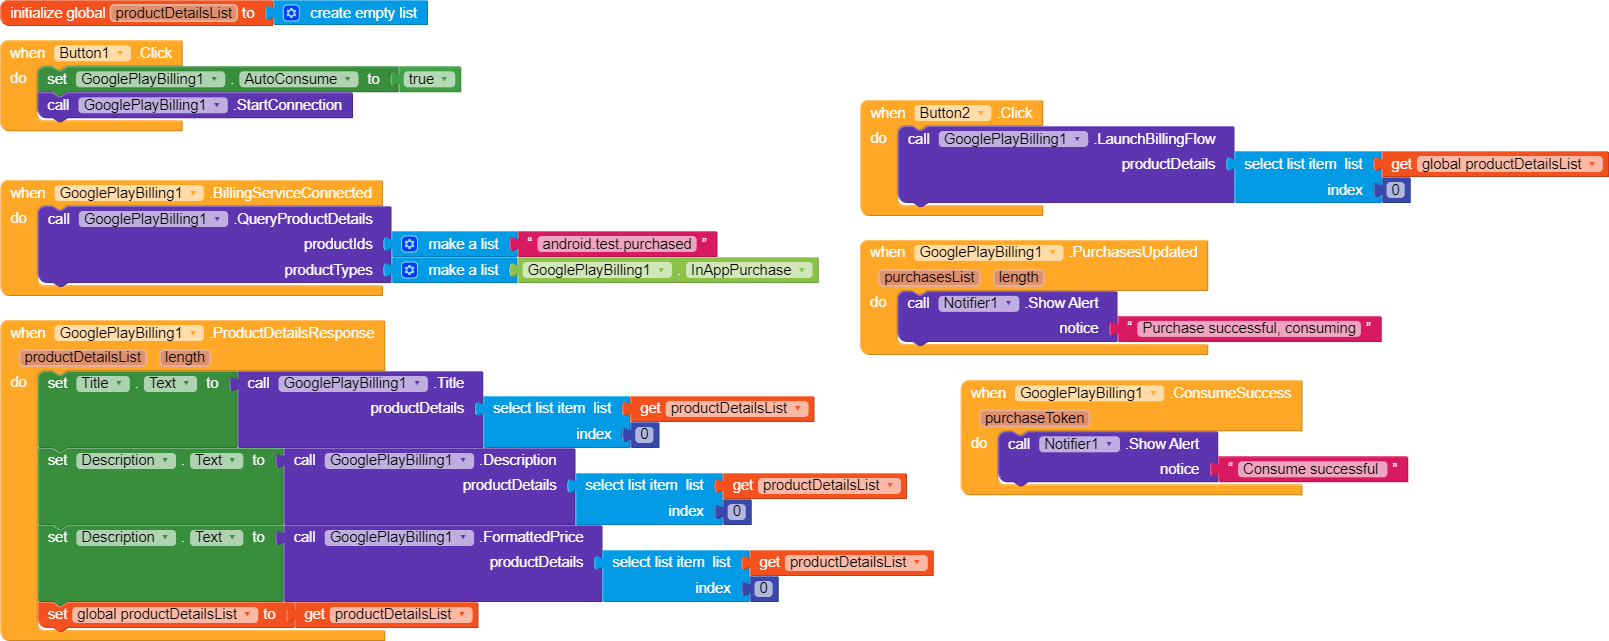 initialize global productDetailsList to create empty list
when Button1 .Click
do set GooglePlayBilling1 . AutoConsume to true
call GooglePlayBilling1 .StartConnection
when GooglePlayBilling1 .BillingServiceConnected
do call GooglePlayBilling1 .QueryProductDetails
productIds make a list “ android.test.purchased ”
productTypes make a list GooglePlayBilling1 . InAppPurchase
when GooglePlayBilling1 .ProductDetailsResponse
productDetailsList length
do set Title . Text to call GooglePlayBilling1 .Title
productDetails select list item list get productDetailsList
index 0
set Description . Text to call GooglePlayBilling1 .Description
productDetails select list item list get productDetailsList
index 0
set Description . Text to call GooglePlayBilling1 .FormattedPrice
productDetails select list item list get productDetailsList
index 0
set global productDetailsList to get productDetailsList
when Button2 .Click
do call GooglePlayBilling1 .LaunchBillingFlow
productDetails select list item list get global productDetailsList
index 0
when GooglePlayBilling1 .PurchasesUpdated
purchasesList length
do call Notifier1 .Show Alert
notice “ Purchase successful, consuming ”
when GooglePlayBilling1 .ConsumeSuccess
purchaseToken
do call Notifier1 .Show Alert
notice “ Consume successful ”